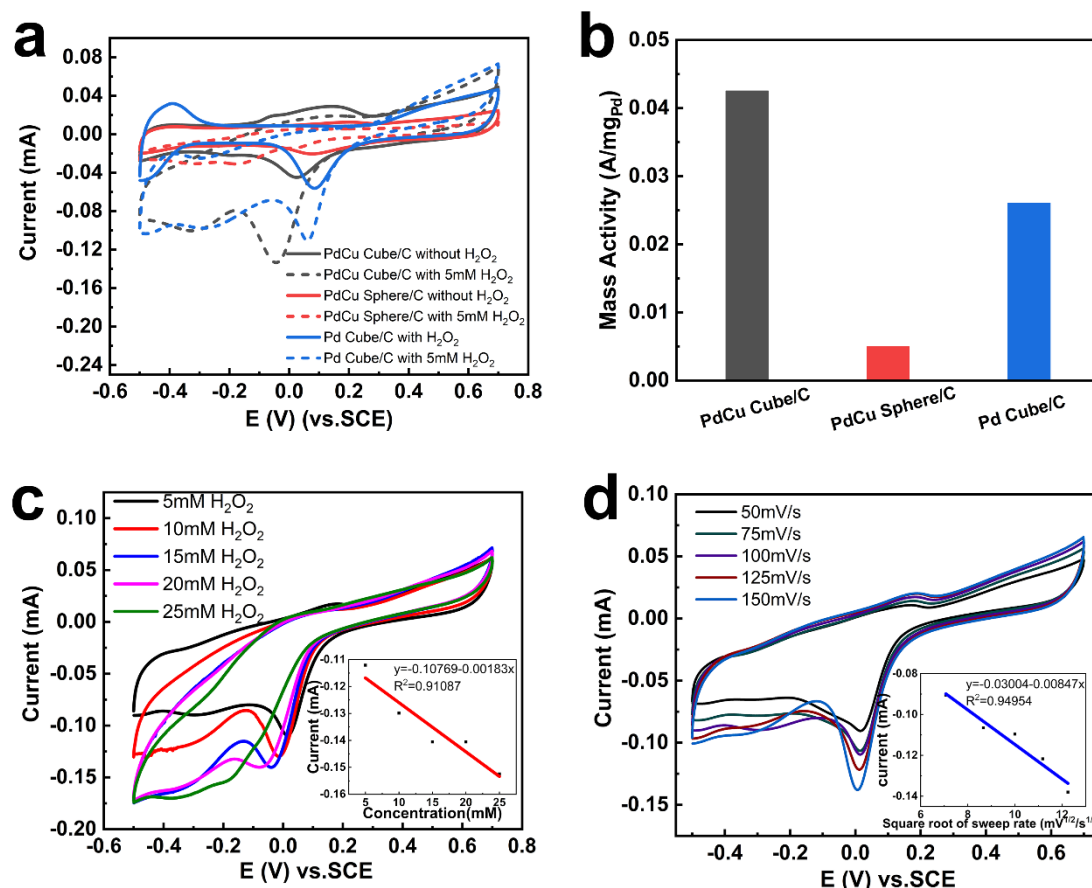 a
0.08
0.04
0.00
-0.04
-0.08
-0.12
-0.16
-0.20
-0.24
Current (mA)
PdCu Cube/C without H₂O₂
PdCu Cube/C with 5mM H₂O₂
PdCu Sphere/C without H₂O₂
PdCu Sphere/C with 5mM H₂O₂
Pd Cube/C with H₂O₂
Pd Cube/C with 5mM H₂O₂
-0.6 -0.4 -0.2 0.0 0.2 0.4 0.6 0.8
E (V) (vs.SCE)
b
0.05
0.04
0.03
0.02
0.01
0.00
Mass Activity (A/mgPd)
PdCu Cube/C
PdCu Sphere/C
Pd Cube/C
c
0.10
0.05
0.00
-0.05
-0.10
-0.15
-0.20
Current (mA)
5mM H₂O₂
10mM H₂O₂
15mM H₂O₂
20mM H₂O₂
25mM H₂O₂
-0.11
-0.12
-0.13
-0.14
-0.15
-0.16
Current (mA)
y=-0.10769-0.00183x
R²=0.91087
5 10 15 20 25
Concentration(mM)
-0.6 -0.4 -0.2 0.0 0.2 0.4 0.6 0.8
E (V) vs.SCE
d
0.10
0.05
0.00
-0.05
-0.10
-0.15
Current (mA)
50mV/s
75mV/s
100mV/s
125mV/s
150mV/s
-0.08
-0.10
-0.12
-0.14
current (mA)
y=-0.03004-0.00847x
R²=0.94954
6 8 10 12
Square root of sweep rate (mV¹/²/s¹/
-0.4 -0.2 0.0 0.2 0.4 0.6
E (V) vs.SCE